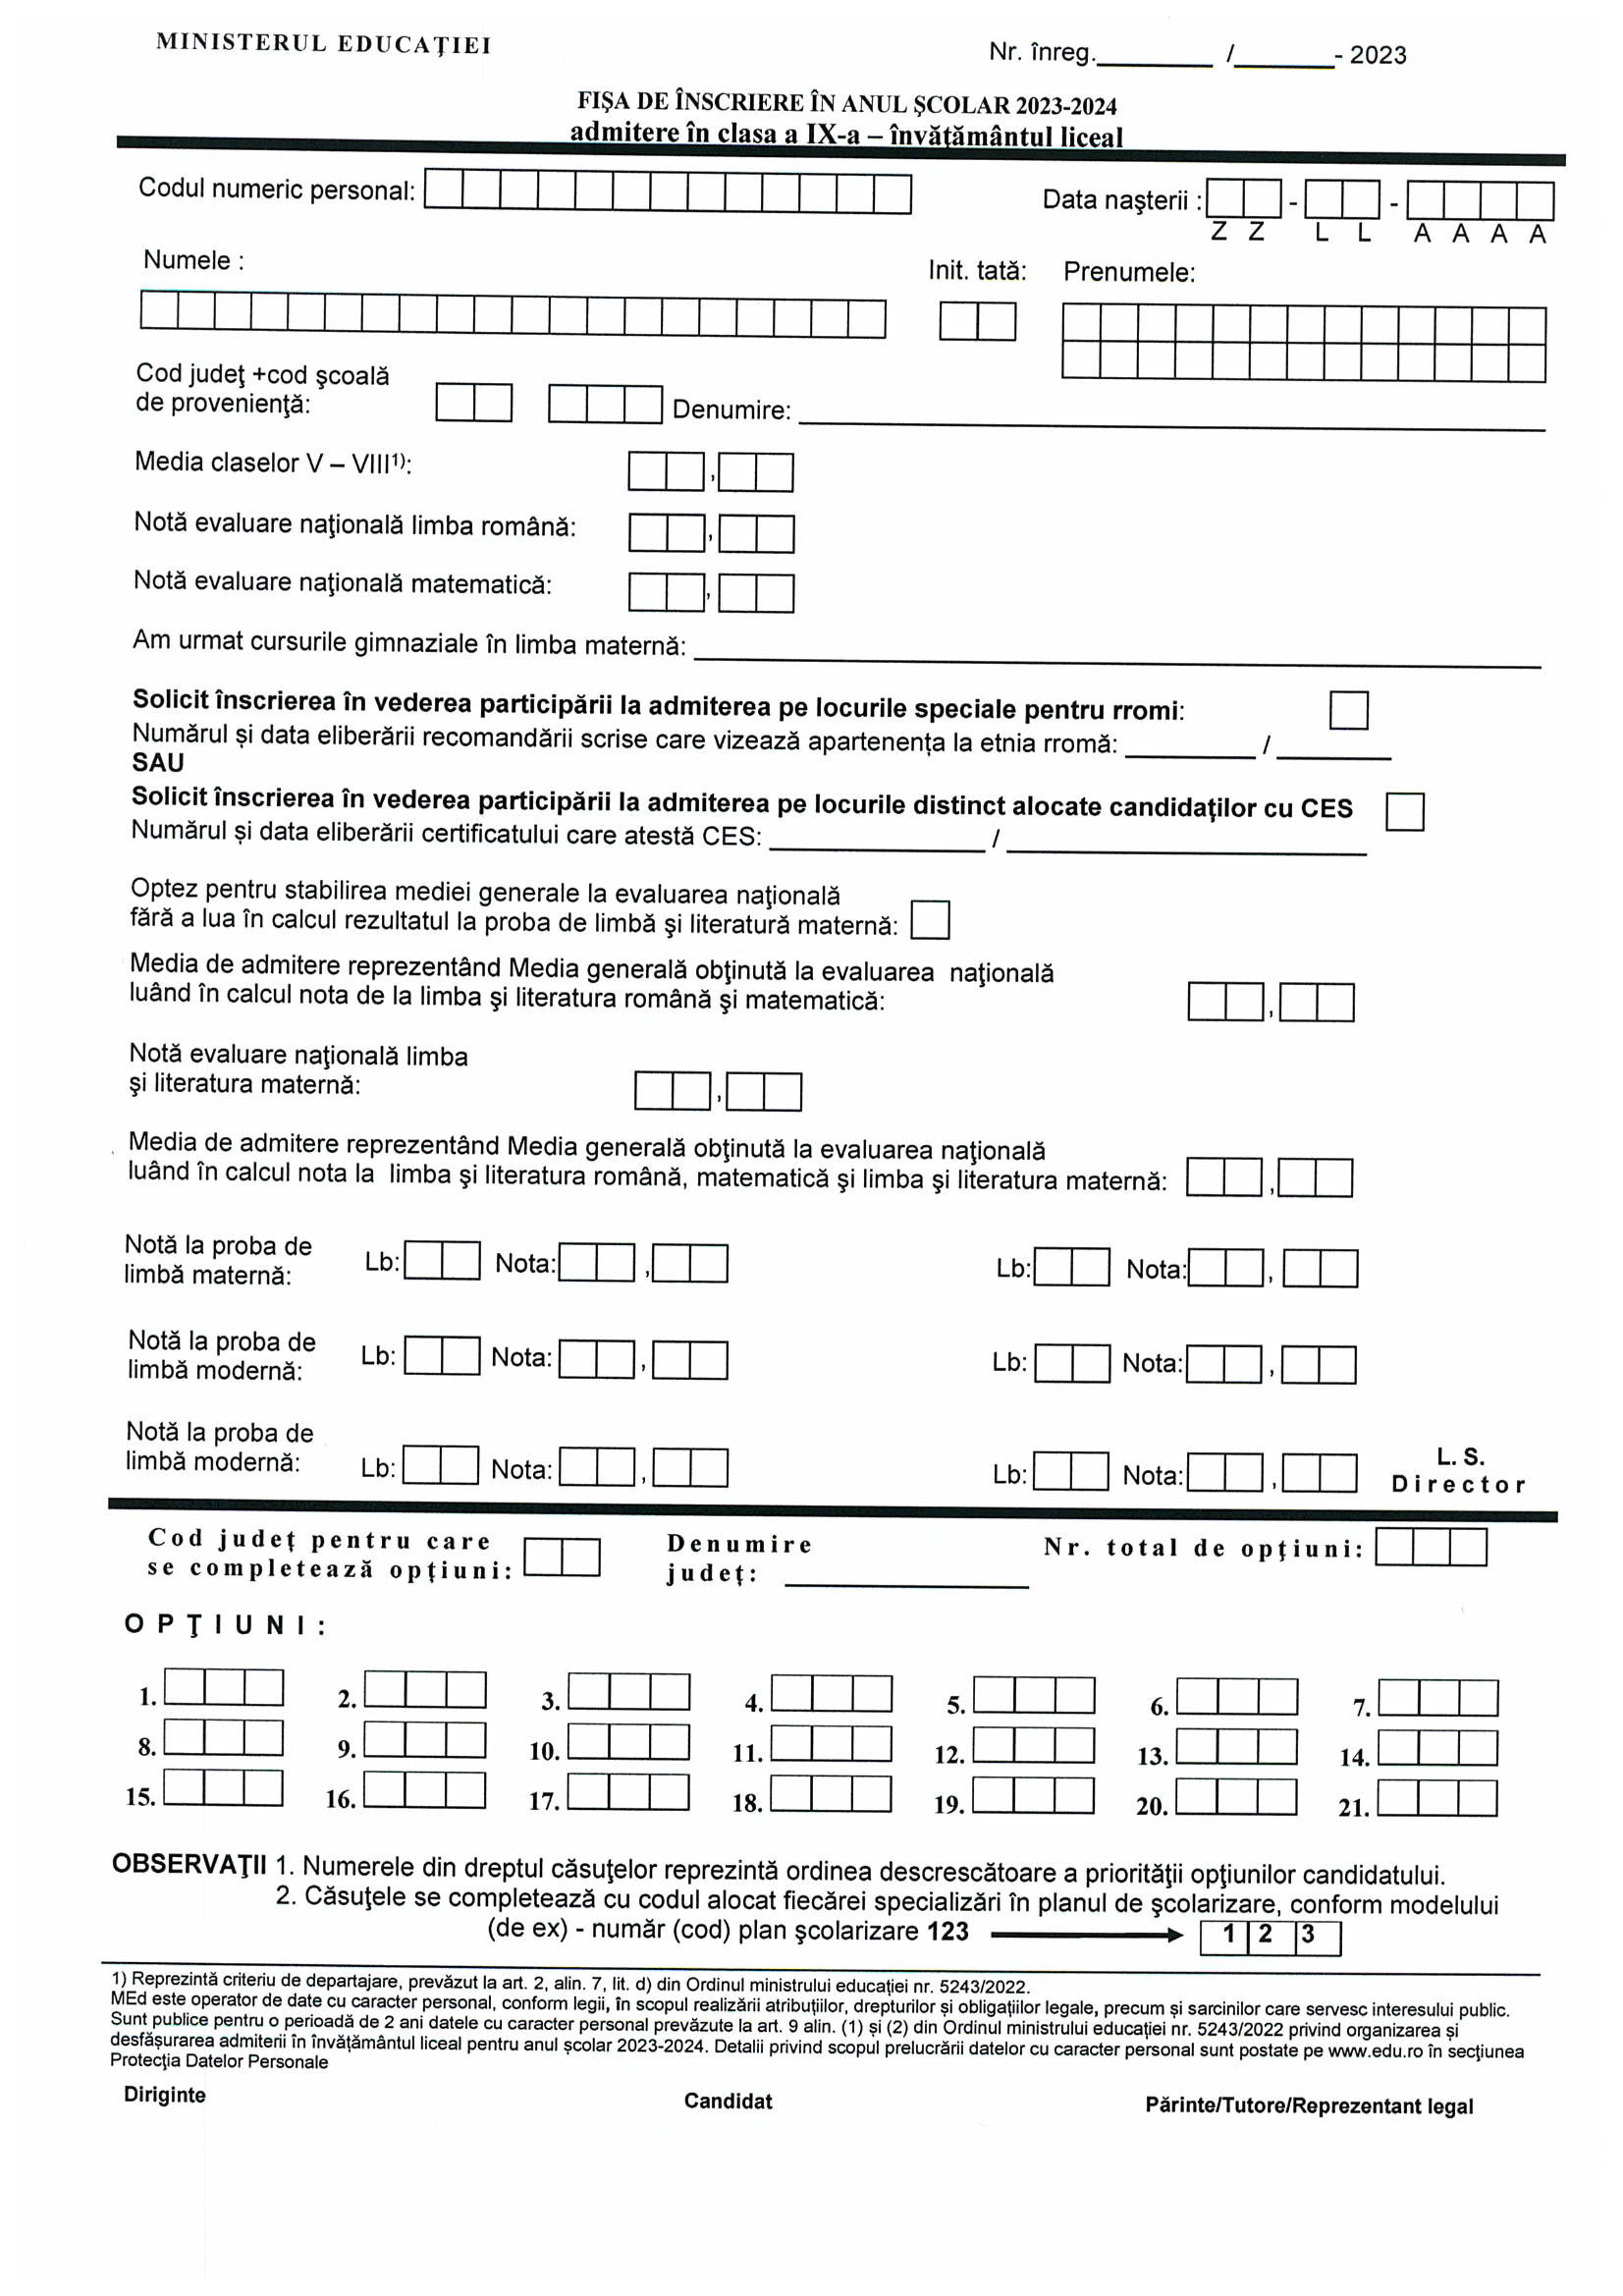 MINISTERUL EDUCAŢIEI
Nr. înreg.________ /_______- 2023
FIŞA DE ÎNSCRIERE ÎN ANUL ŞCOLAR 2023-2024
admitere în clasa a IX-a – învăţământul liceal
Codul numeric personal:
Data naşterii : - -
Z Z L L A A A A
Numele :
Init. tată:
Prenumele:
Cod judeţ +cod şcoală
de provenienţă:
Denumire: ____________________
Media claselor V – VIII¹⁾: ,
Notă evaluare naţională limba română: ,
Notă evaluare naţională matematică: ,
Am urmat cursurile gimnaziale în limba maternă: ____________________
Solicit înscrierea în vederea participării la admiterea pe locurile speciale pentru rromi:
Numărul și data eliberării recomandării scrise care vizează apartenența la etnia rromă: _________ / ________
SAU
Solicit înscrierea în vederea participării la admiterea pe locurile distinct alocate candidaților cu CES
Numărul și data eliberării certificatului care atestă CES: _______________ / _________________________
Optez pentru stabilirea mediei generale la evaluarea naţională
fără a lua în calcul rezultatul la proba de limbă şi literatură maternă:
Media de admitere reprezentând Media generală obţinută la evaluarea naţională
luând în calcul nota de la limba şi literatura română şi matematică: ,
Notă evaluare naţională limba
şi literatura maternă: ,
Media de admitere reprezentând Media generală obţinută la evaluarea naţională
luând în calcul nota la limba şi literatura română, matematică şi limba şi literatura maternă: ,
Notă la proba de
limbă maternă:
Lb: Nota: , Lb: Nota: ,
Notă la proba de
limbă modernă:
Lb: Nota: , Lb: Nota: ,
Notă la proba de
limbă modernă:
Lb: Nota: , Lb: Nota: ,
L. S.
Director
Cod județ pentru care
se completează opțiuni:
Denumire
județ: _________________
Nr. total de opţiuni:
OPŢIUNI:
1. 2. 3. 4. 5. 6. 7.
8. 9. 10. 11. 12. 13. 14.
15. 16. 17. 18. 19. 20. 21.
OBSERVAŢII 1. Numerele din dreptul căsuţelor reprezintă ordinea descrescătoare a priorităţii opţiunilor candidatului.
2. Căsuţele se completează cu codul alocat fiecărei specializări în planul de şcolarizare, conform modelului
(de ex) - număr (cod) plan şcolarizare 123 → 1 2 3
1) Reprezintă criteriu de departajare, prevăzut la art. 2, alin. 7, lit. d) din Ordinul ministrului educației nr. 5243/2022.
MEd este operator de date cu caracter personal, conform legii, în scopul realizării atribuțiilor, drepturilor și obligațiilor legale, precum și sarcinilor care servesc interesului public.
Sunt publice pentru o perioadă de 2 ani datele cu caracter personal prevăzute la art. 9 alin. (1) și (2) din Ordinul ministrului educației nr. 5243/2022 privind organizarea și
desfășurarea admiterii în învățământul liceal pentru anul școlar 2023-2024. Detalii privind scopul prelucrării datelor cu caracter personal sunt postate pe www.edu.ro în secțiunea
Protecția Datelor Personale
Diriginte
Candidat
Părinte/Tutore/Reprezentant legal